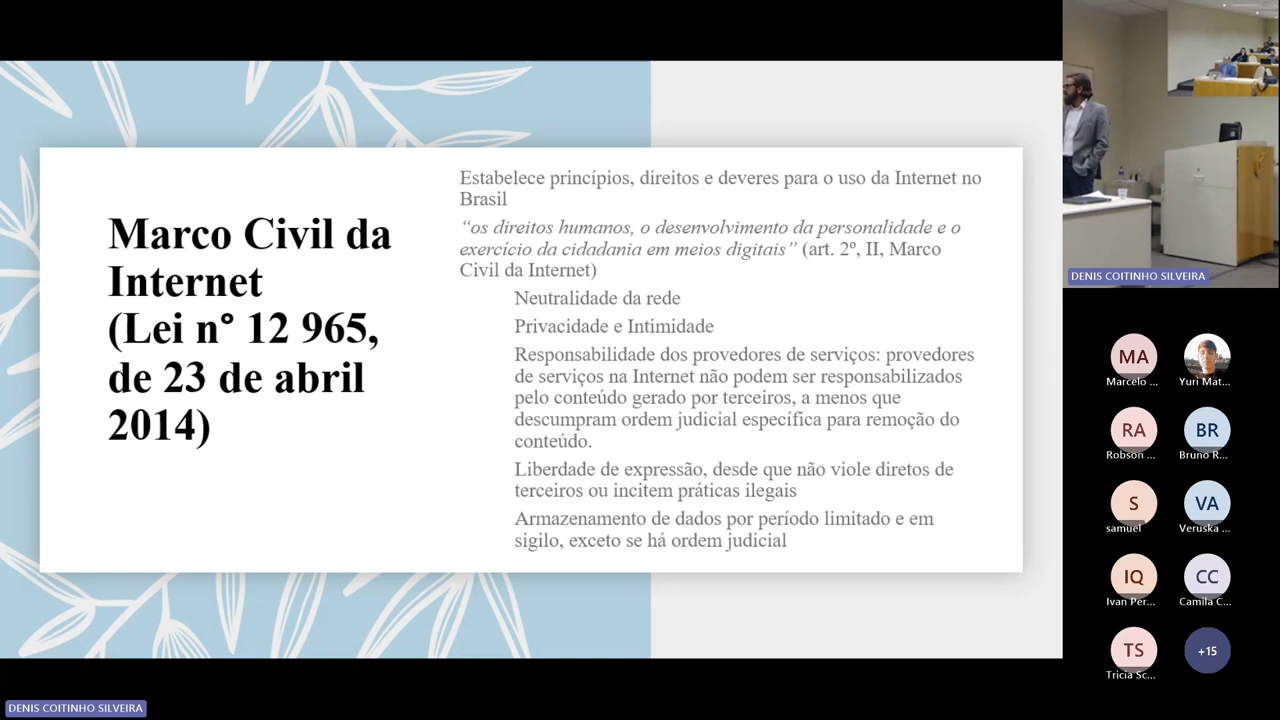 Marco Civil da
Internet
(Lei n° 12 965,
de 23 de abril
2014)
Estabelece princípios, direitos e deveres para o uso da Internet no
Brasil
“os direitos humanos, o desenvolvimento da personalidade e o
exercício da cidadania em meios digitais” (art. 2º, II, Marco
Civil da Internet)
Neutralidade da rede
Privacidade e Intimidade
Responsabilidade dos provedores de serviços: provedores
de serviços na Internet não podem ser responsabilizados
pelo conteúdo gerado por terceiros, a menos que
descumpram ordem judicial específica para remoção do
conteúdo.
Liberdade de expressão, desde que não viole diretos de
terceiros ou incitem práticas ilegais
Armazenamento de dados por período limitado e em
sigilo, exceto se há ordem judicial
DENIS COITINHO SILVEIRA
MA
Marcelo ...
Yuri Mat...
RA
Robson ...
BR
Bruno R...
S
samuel
VA
Veruska ...
IQ
Ivan Per...
CC
Camila C...
TS
Tricia Sc...
+15
DENIS COITINHO SILVEIRA